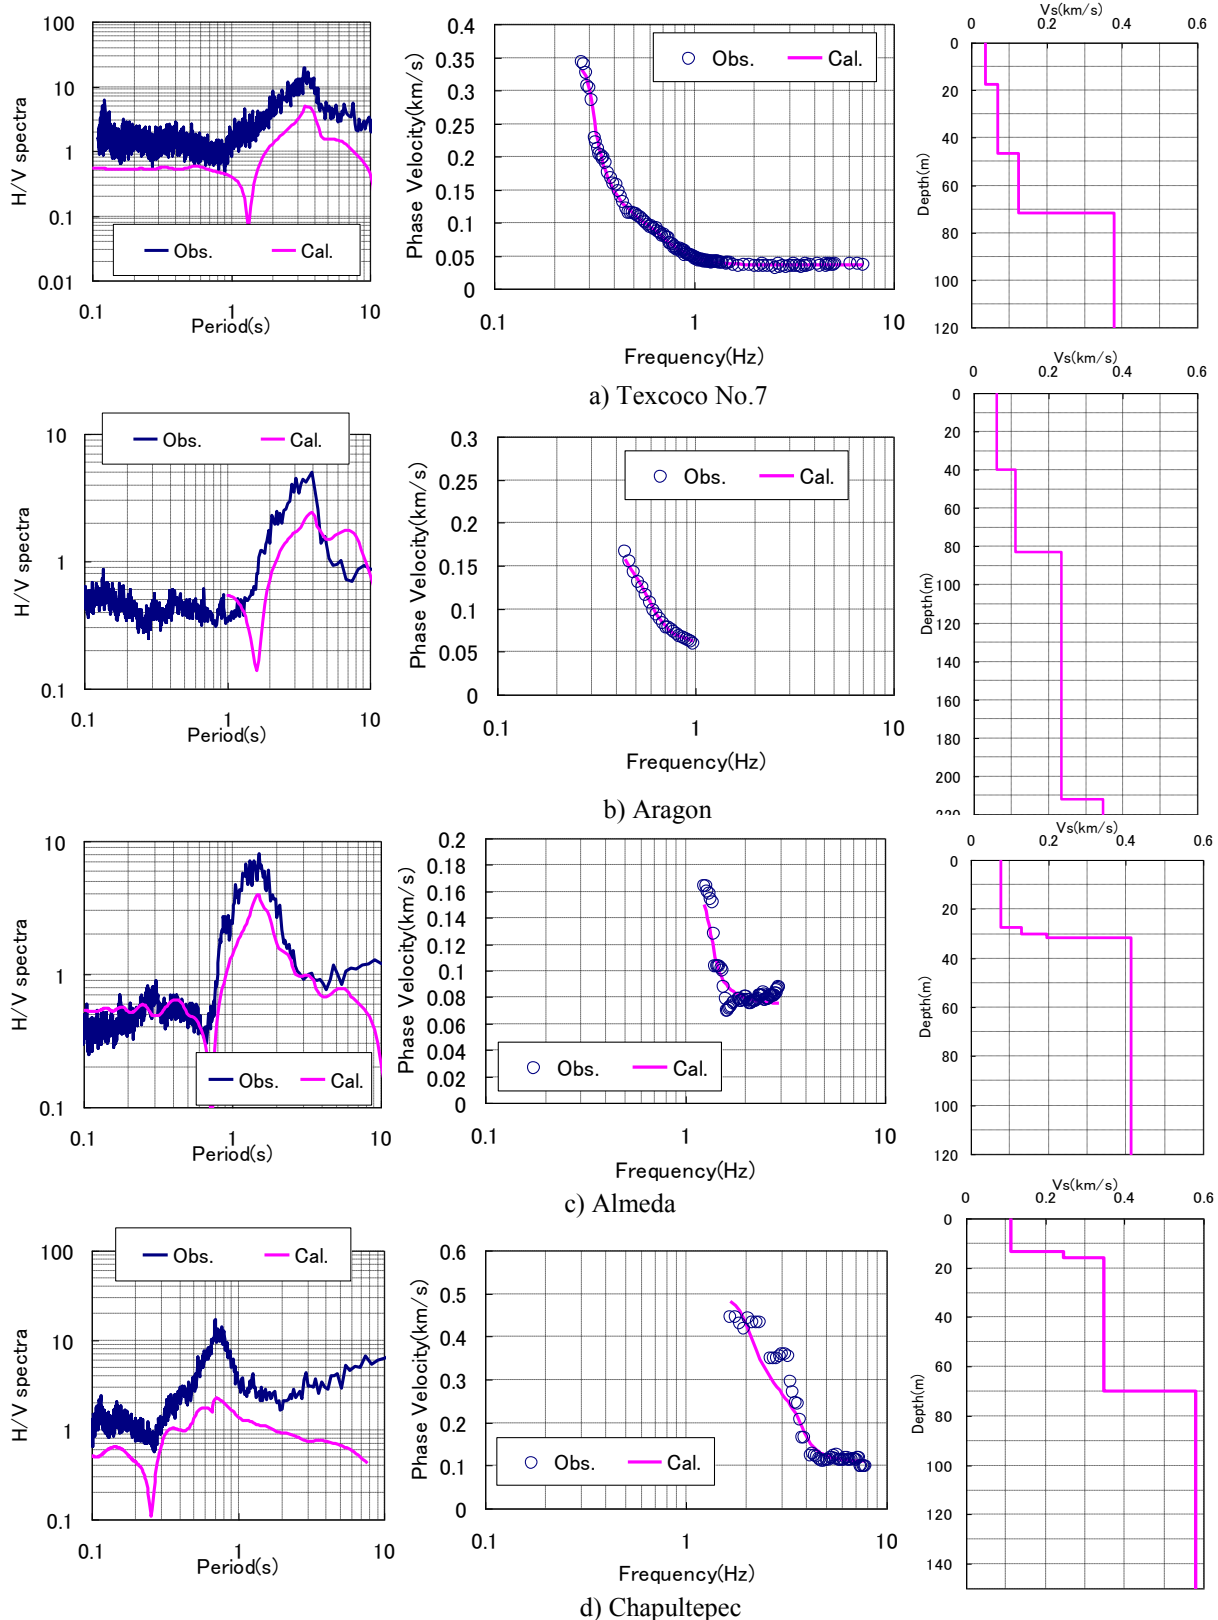 100
10
1
0.1
0.01
H/V spectra
Obs. Cal.
0.1 1 10
Period(s)
0.4
0.35
0.3
0.25
0.2
0.15
0.1
0.05
0
Phase Velocity(km/s)
Obs. Cal.
0.1 1 10
Frequency(Hz)
Vs(km/s)
0 0.2 0.4 0.6
0
20
40
60
80
100
120
Depth(m)
a) Texcoco No.7
10
1
0.1
H/V spectra
Obs. Cal.
0.1 1 10
Period(s)
0.3
0.25
0.2
0.15
0.1
0.05
0
Phase Velocity(km/s)
Obs. Cal.
0.1 1 10
Frequency(Hz)
Vs(km/s)
0 0.2 0.4 0.6
0
20
40
60
80
100
120
140
160
180
200
220
Depth(m)
b) Aragon
10
1
0.1
H/V spectra
Obs. Cal.
0.1 1 10
Period(s)
0.2
0.18
0.16
0.14
0.12
0.1
0.08
0.06
0.04
0.02
0
Phase Velocity(km/s)
Obs. Cal.
0.1 1 10
Frequency(Hz)
Vs(km/s)
0 0.2 0.4 0.6
0
20
40
60
80
100
120
Depth(m)
c) Almeda
100
10
1
0.1
H/V spectra
Obs. Cal.
0.1 1 10
Period(s)
0.6
0.5
0.4
0.3
0.2
0.1
0
Phase Velocity(km/s)
Obs. Cal.
0.1 1 10
Frequency(Hz)
Vs(km/s)
0 0.2 0.4 0.6
0
20
40
60
80
100
120
140
Depth(m)
d) Chapultepec